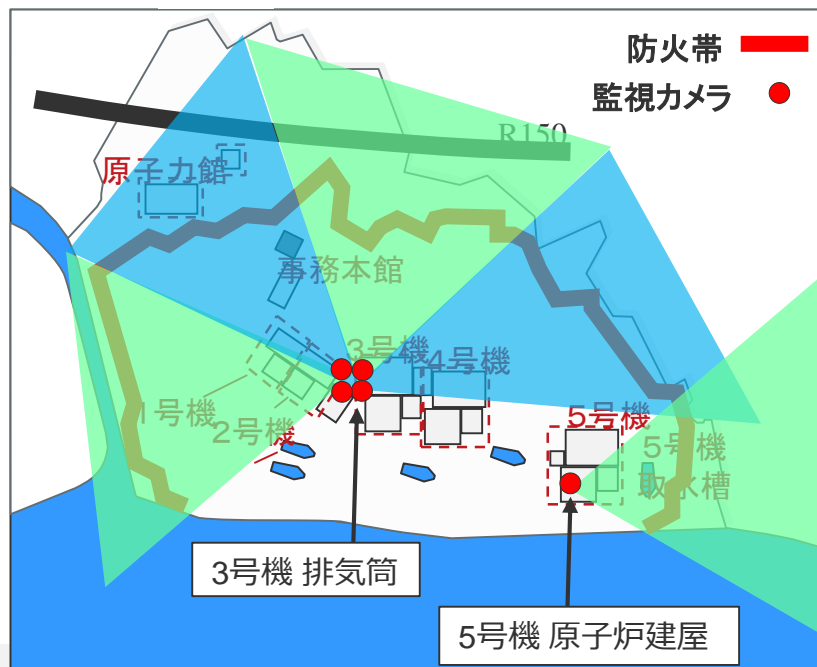 防火帯
監視カメラ
R150
原子力館
事務本館
3号機
4号機
1号機
2号機
機
5号機
5号機
取水槽
3号機 排気筒
5号機 原子炉建屋